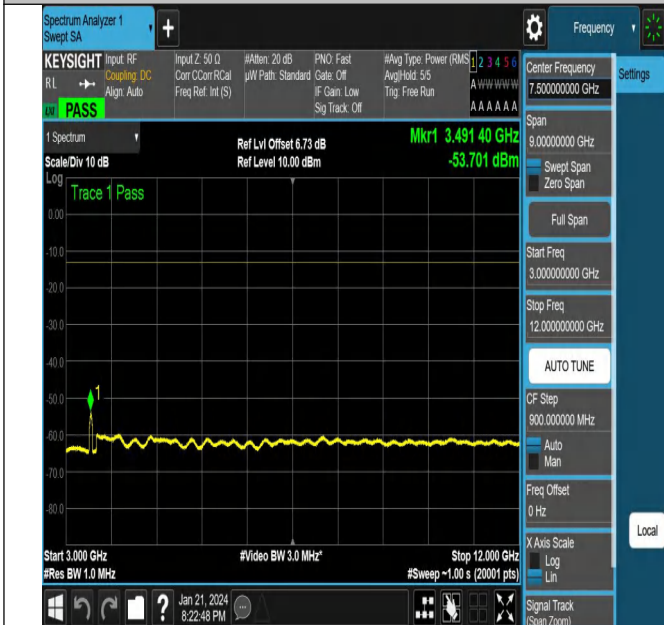 Spectrum Analyzer 1
Swept SA
+
Frequency
KEYSIGHT
RL
PASS
Input: RF
Coupling: DC
Align: Auto
Input Z: 50 Ω
Corr CCorr RCal
Freq Ref: Int (S)
#Atten: 20 dB
µW Path: Standard
PNO: Fast
Gate: Off
IF Gain: Low
Sig Track: Off
#Avg Type: Power (RMS
Avg|Hold: 5/5
Trig: Free Run
1 2 3 4 5 6
A W W W W W
A A A A A A
1 Spectrum
Scale/Div 10 dB
Ref Lvl Offset 6.73 dB
Ref Level 10.00 dBm
Mkr1 3.491 40 GHz
-53.701 dBm
Log
Trace 1 Pass
0.00
-10.0
-20.0
-30.0
-40.0
-50.0
-60.0
-70.0
-80.0
1
Start 3.000 GHz
#Res BW 1.0 MHz
#Video BW 3.0 MHz*
Stop 12.000 GHz
#Sweep ~1.00 s (20001 pts)
Jan 21, 2024
8:22:48 PM
?
Center Frequency
7.500000000 GHz
Settings
Span
9.00000000 GHz
Swept Span
Zero Span
Full Span
Start Freq
3.000000000 GHz
Stop Freq
12.000000000 GHz
AUTO TUNE
CF Step
900.000000 MHz
Auto
Man
Freq Offset
0 Hz
X Axis Scale
Log
Lin
Local
Signal Track
(Span Zoom)